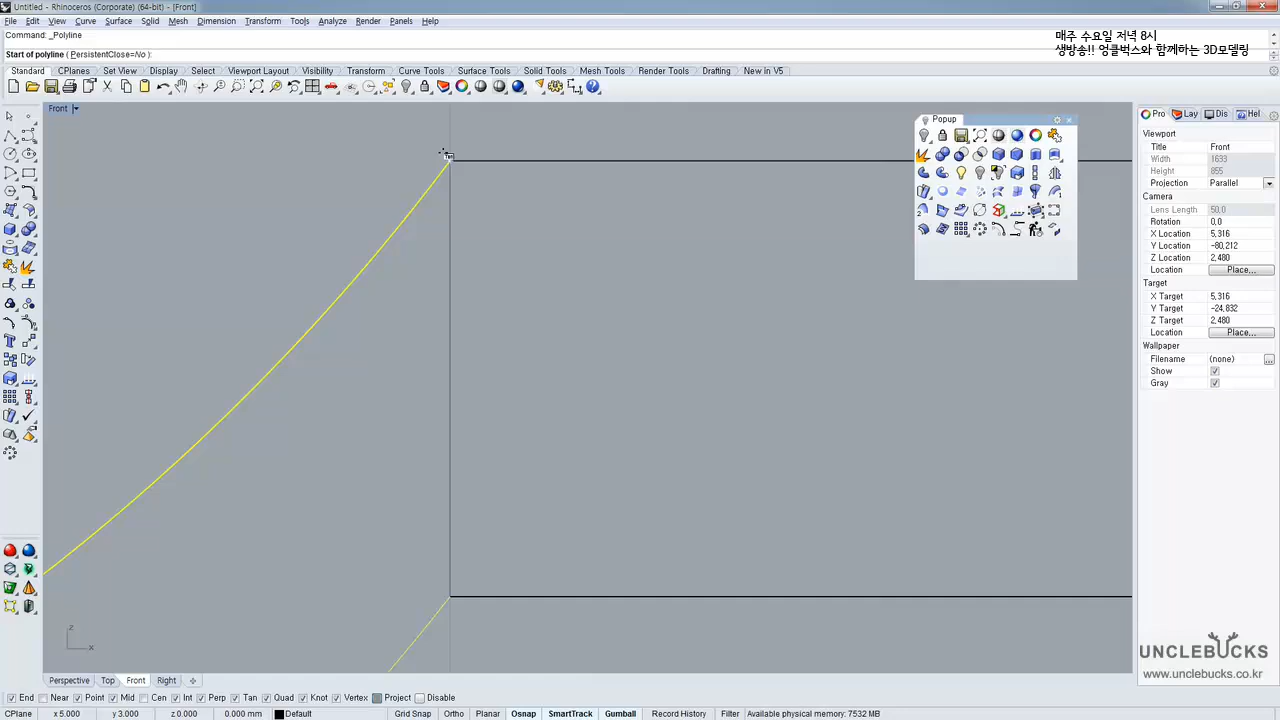 Untitled - Rhinoceros (Corporate) (64-bit) - [Front]
File Edit View Curve Surface Solid Mesh Dimension Transform Tools Analyze Render Panels Help
Command: _Polyline
매주 수요일 저녁 8시
생방송!! 엉클벅스와 함께하는 3D모델링
Start of polyline ( PersistentClose=No ):
Standard CPlanes Set View Display Select Viewport Layout Visibility Transform Curve Tools Surface Tools Solid Tools Mesh Tools Render Tools Drafting New in V5
Front
Popup
Pro Lay Dis Hel
Viewport
Title Front
Width 1633
Height 855
Projection Parallel
Camera
Lens Length 50,0
Rotation 0,0
X Location 5,316
Y Location -80,212
Z Location 2,480
Location Place...
Target
X Target 5,316
Y Target -24,832
Z Target 2,480
Location Place...
Wallpaper
Filename (none) ...
Show
Gray
Tan
z
x
UNCLEBUCKS
www.unclebucks.co.kr
Perspective Top Front Right
End Near Point Mid Cen Int Perp Tan Quad Knot Vertex Project Disable
CPlane x 5.000 y 3.000 z 0.000 0.000 mm Default Grid Snap Ortho Planar Osnap SmartTrack Gumball Record History Filter Available physical memory: 7532 MB